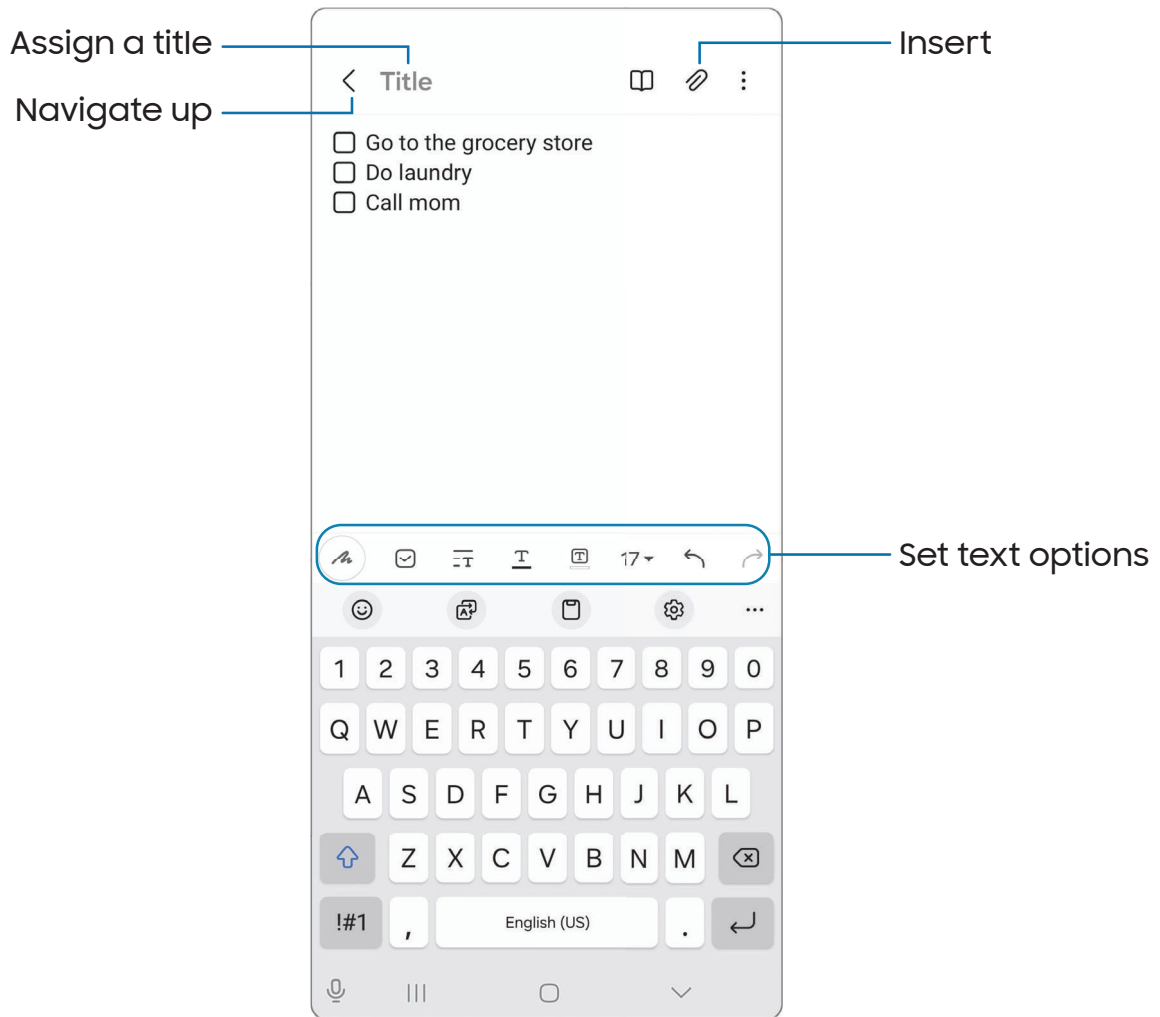 Assign a title
Insert
Title
Navigate up
Go to the grocery store
Do laundry
Call mom
T T 17
Set text options
A
1 2 3 4 5 6 7 8 9 0
Q W E R T Y U I O P
A S D F G H J K L
Z X C V B N M
!#1 , English (US) .